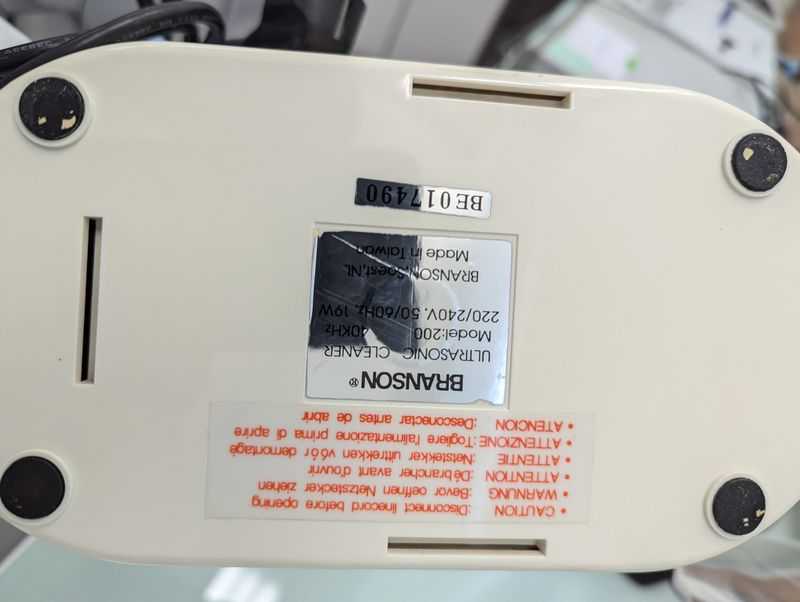 • CAUTION :Disconnect linecord before opening
• WARNUNG :Bevor oeffnen Netzstecker ziehen
• ATTENTION :Débrancher avant d'ouvrir
• ATTENTIE :Netstekker uittrekken vóór demontage
• ATTENZIONE :Togliere l'alimentazione prima di aprire
• ATENCION :Desconectar antes de abrir
BRANSON®
ULTRASONIC CLEANER
Model:200 40KHz
220/240V. 50/60Hz, 19W
BRANSON,Soest,NL
Made in Taiwan
BE017490